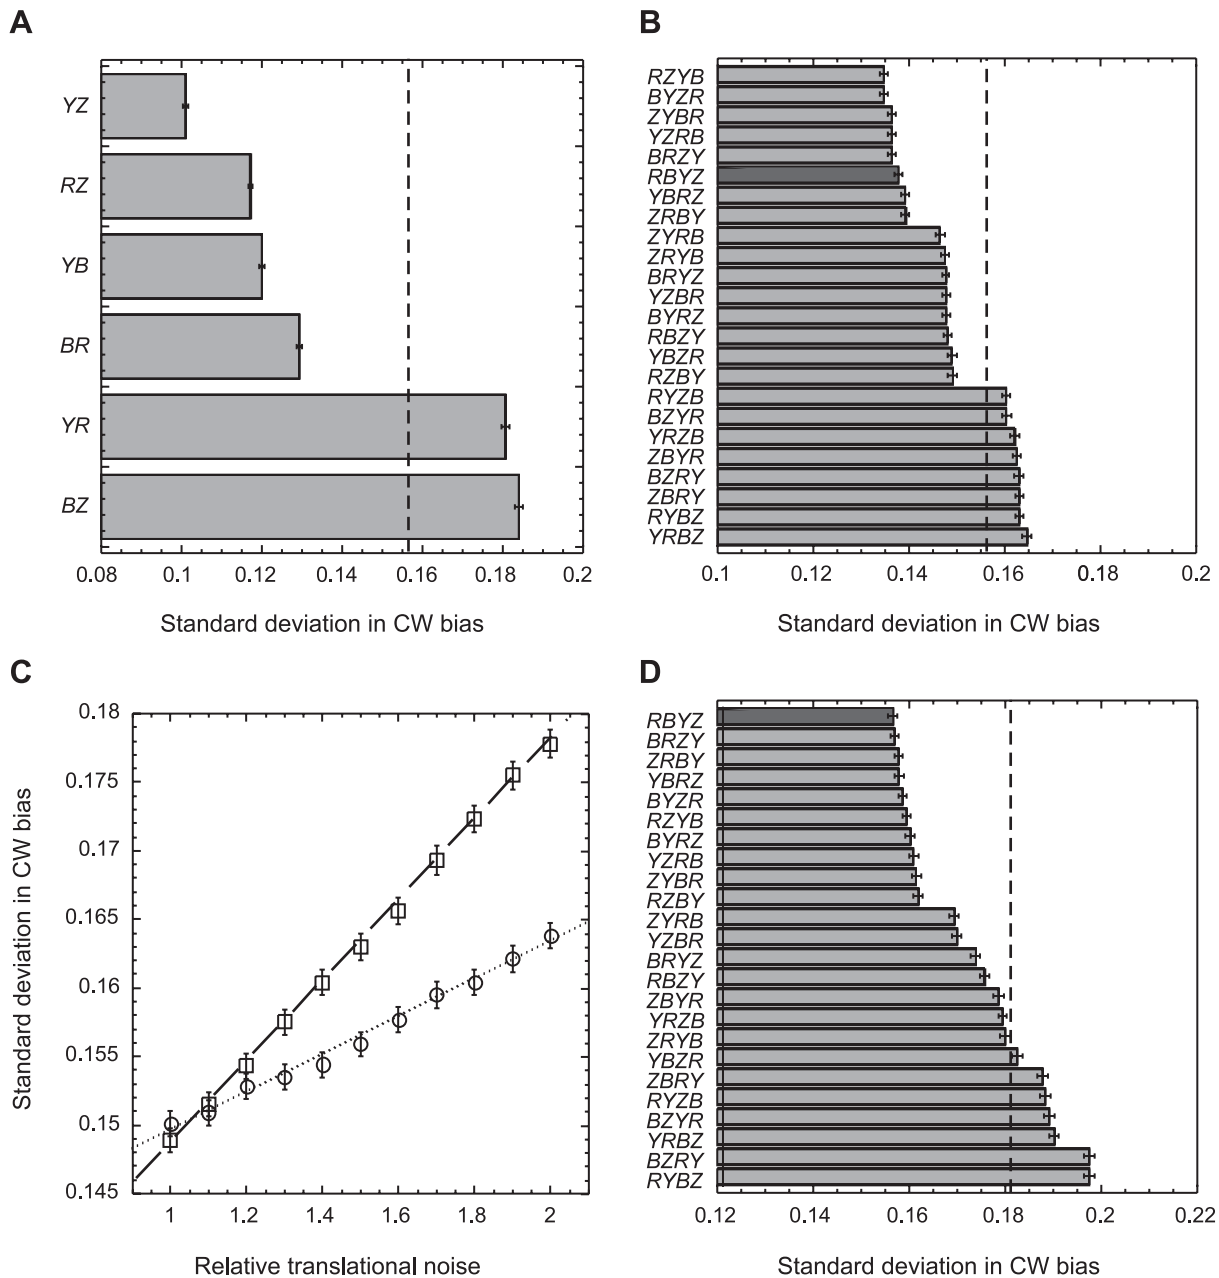 A
YZ
RZ
YB
BR
YR
BZ
0.08 0.1 0.12 0.14 0.16 0.18 0.2
Standard deviation in CW bias
B
RZYB
BYZR
ZYBR
YZRB
BRZY
RBYZ
YBRZ
ZRBY
ZYRB
ZRYB
BRYZ
YZBR
BYRZ
RBZY
YBZR
RZBY
RYZB
BZYR
YRZB
ZBYR
BZRY
ZBRY
RYBZ
YRBZ
0.1 0.12 0.14 0.16 0.18 0.2
Standard deviation in CW bias
C
Standard deviation in CW bias
0.18
0.175
0.17
0.165
0.16
0.155
0.15
0.145
1 1.2 1.4 1.6 1.8 2
Relative translational noise
D
RBYZ
BRZY
ZRBY
YBRZ
BYZR
RZYB
BYRZ
YZRB
ZYBR
RZBY
ZYRB
YZBR
BRYZ
RBZY
ZBYR
YRZB
ZRYB
YBZR
ZBRY
RYZB
BZYR
YRBZ
BZRY
RYBZ
0.12 0.14 0.16 0.18 0.2 0.22
Standard deviation in CW bias